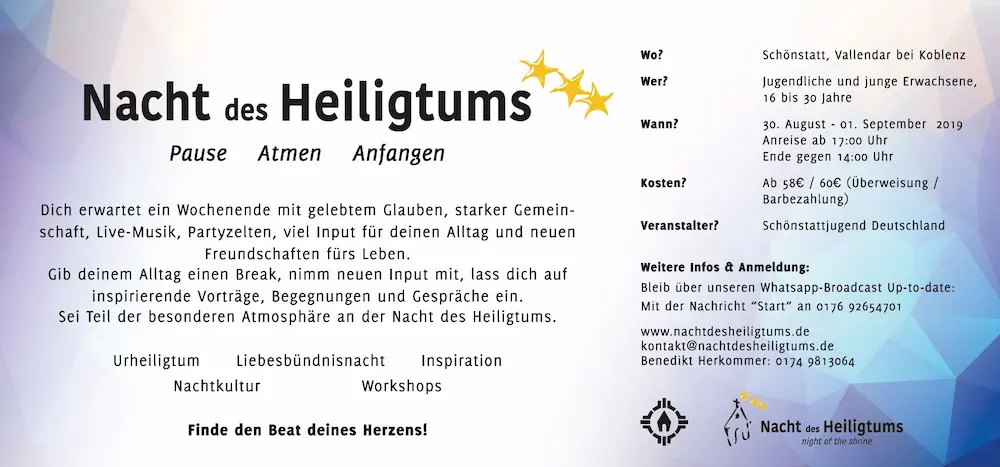 Nacht des Heiligtums
Pause Atmen Anfangen
Dich erwartet ein Wochenende mit gelebtem Glauben, starker Gemein-
schaft, Live-Musik, Partyzelten, viel Input für deinen Alltag und neuen
Freundschaften fürs Leben.
Gib deinem Alltag einen Break, nimm neuen Input mit, lass dich auf
inspirierende Vorträge, Begegnungen und Gespräche ein.
Sei Teil der besonderen Atmosphäre an der Nacht des Heiligtums.
Urheiligtum Liebesbündnisnacht Inspiration
Nachtkultur Workshops
Finde den Beat deines Herzens!
Wo? Schönstatt, Vallendar bei Koblenz
Wer? Jugendliche und junge Erwachsene,
16 bis 30 Jahre
Wann? 30. August - 01. September 2019
Anreise ab 17:00 Uhr
Ende gegen 14:00 Uhr
Kosten? Ab 58€ / 60€ (Überweisung /
Barbezahlung)
Veranstalter? Schönstattjugend Deutschland
Weitere Infos & Anmeldung:
Bleib über unseren Whatsapp-Broadcast Up-to-date:
Mit der Nachricht "Start" an 0176 92654701
www.nachtdesheiligtums.de
kontakt@nachtdesheiligtums.de
Benedikt Herkommer: 0174 9813064
Nacht des Heiligtums
night of the shrine